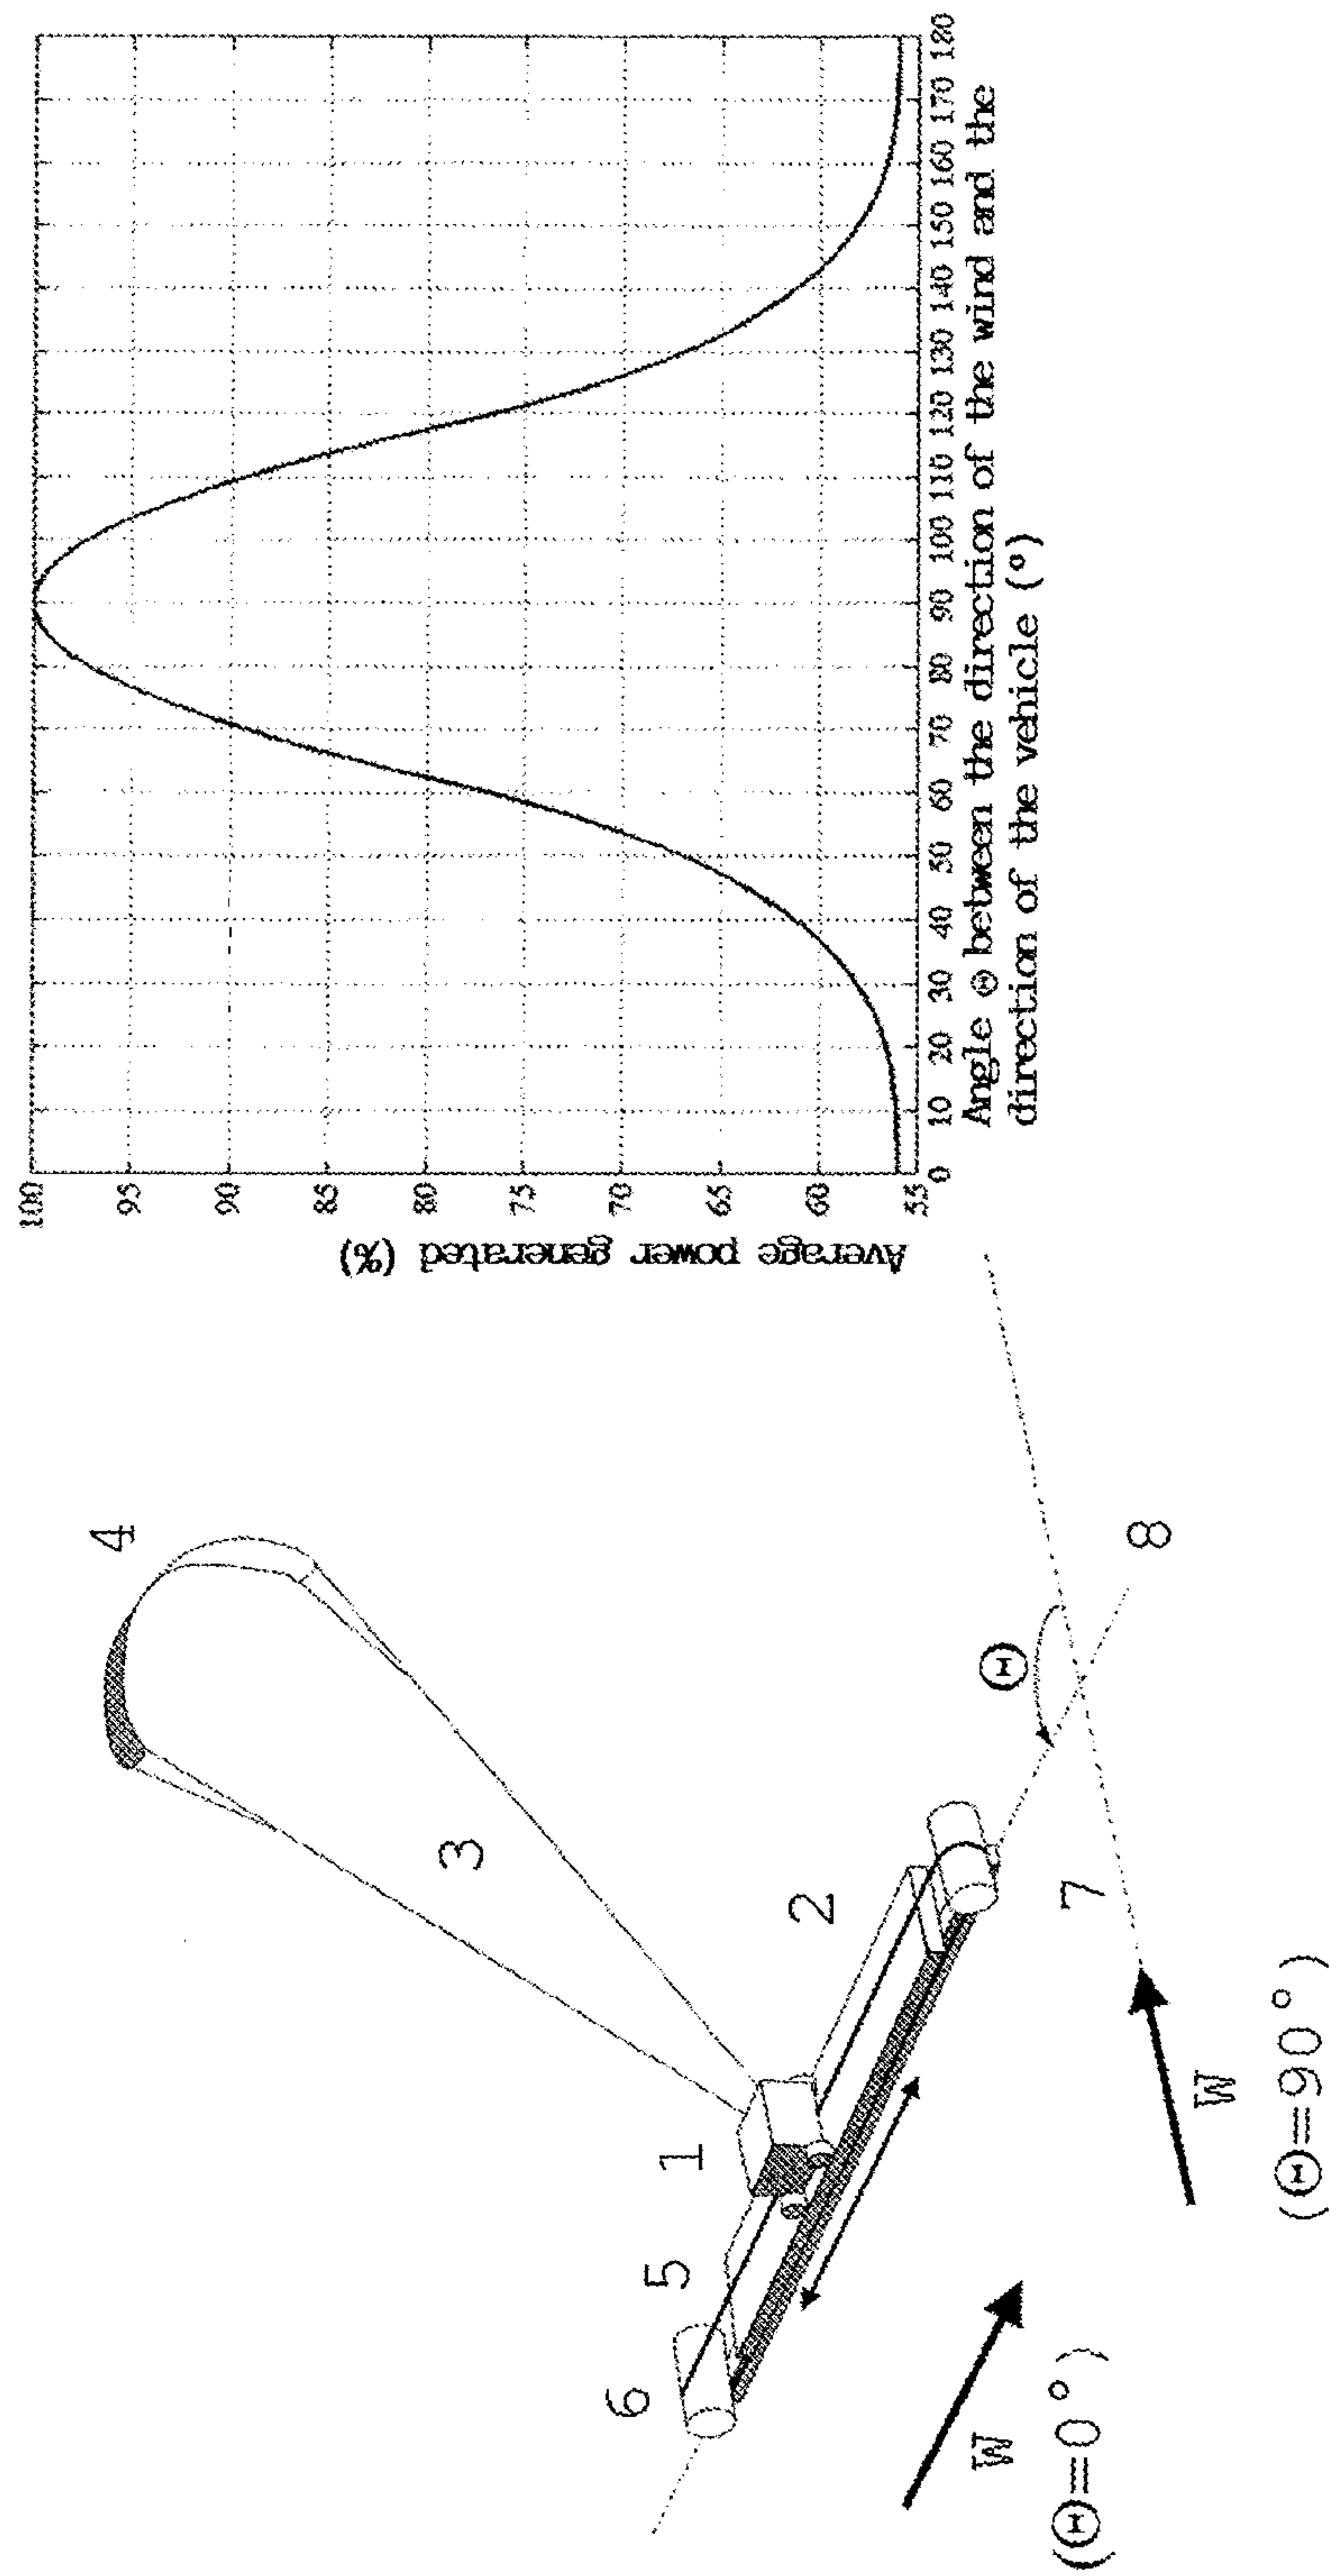 Average power generated (%)
100
95
90
85
80
75
70
65
60
55
0 10 20 30 40 50 60 70 80 90 100 110 120 130 140 150 160 170 180
Angle Θ between the direction of the wind and the
direction of the vehicle (°)
4
3
1
2
5
6
Θ
8
7
W
(Θ=0°)
W
(Θ=90°)